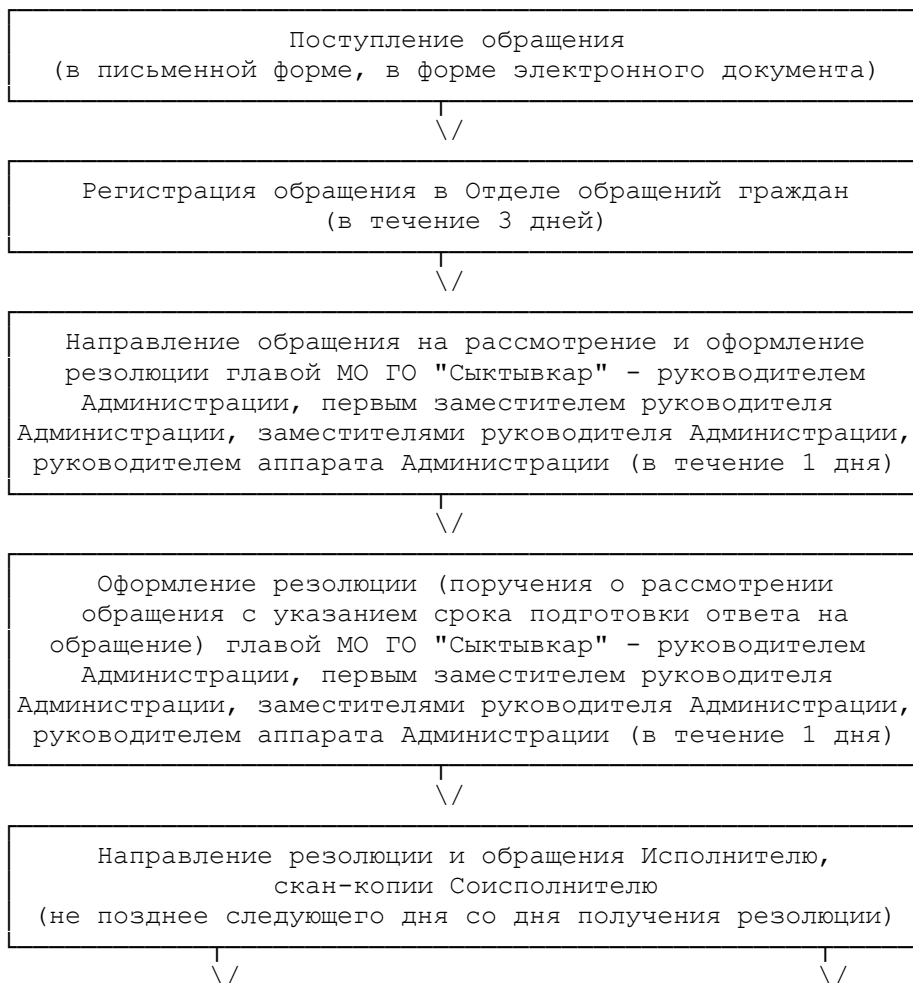 Поступление обращения
(в письменной форме, в форме электронного документа)
\/
Регистрация обращения в Отделе обращений граждан
(в течение 3 дней)
\/
Направление обращения на рассмотрение и оформление
резолюции главой МО ГО "Сыктывкар" - руководителем
Администрации, первым заместителем руководителя
Администрации, заместителями руководителя Администрации,
руководителем аппарата Администрации (в течение 1 дня)
\/
Оформление резолюции (поручения о рассмотрении
обращения с указанием срока подготовки ответа на
обращение) главой МО ГО "Сыктывкар" - руководителем
Администрации, первым заместителем руководителя
Администрации, заместителями руководителя Администрации,
руководителем аппарата Администрации (в течение 1 дня)
\/
Направление резолюции и обращения Исполнителю,
скан-копии Соисполнителю
(не позднее следующего дня со дня получения резолюции)
\/ \/